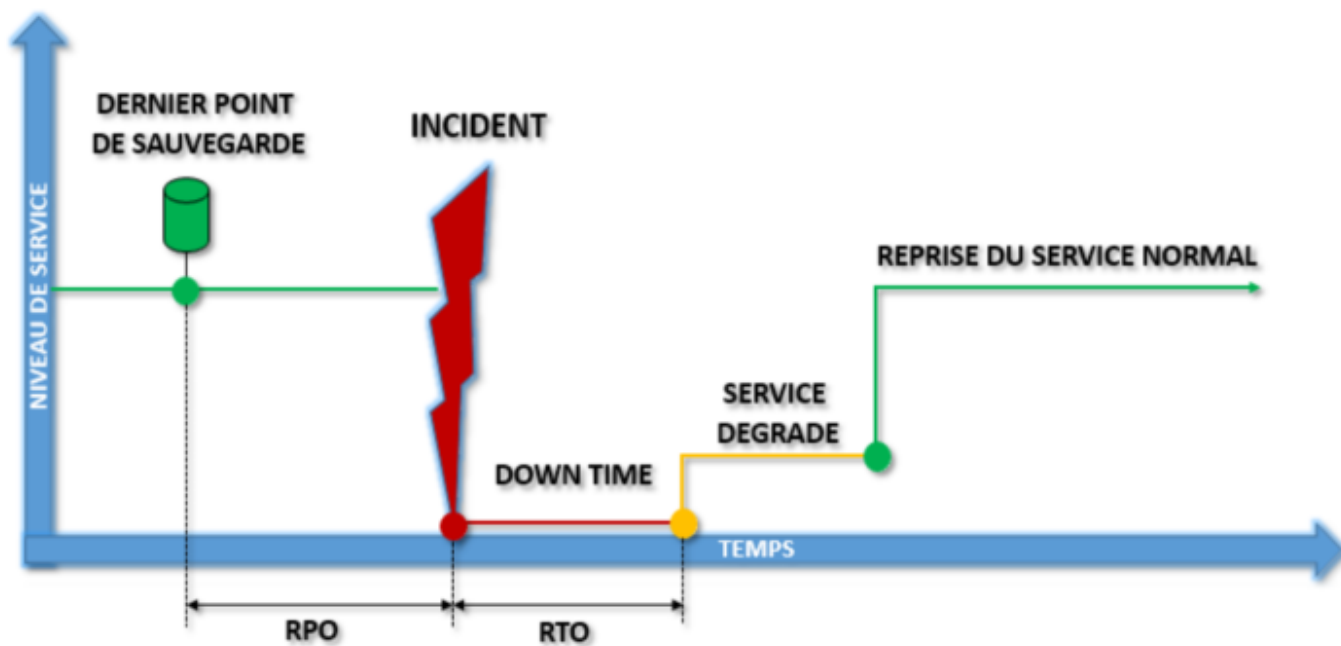 DERNIER POINT
DE SAUVEGARDE
INCIDENT
NIVEAU DE SERVICE
REPRISE DU SERVICE NORMAL
SERVICE
DEGRADE
DOWN TIME
TEMPS
RPO
RTO